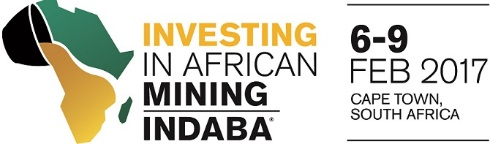 INVESTING
IN AFRICAN
MINING
INDABA®
6-9
FEB 2017
CAPE TOWN,
SOUTH AFRICA